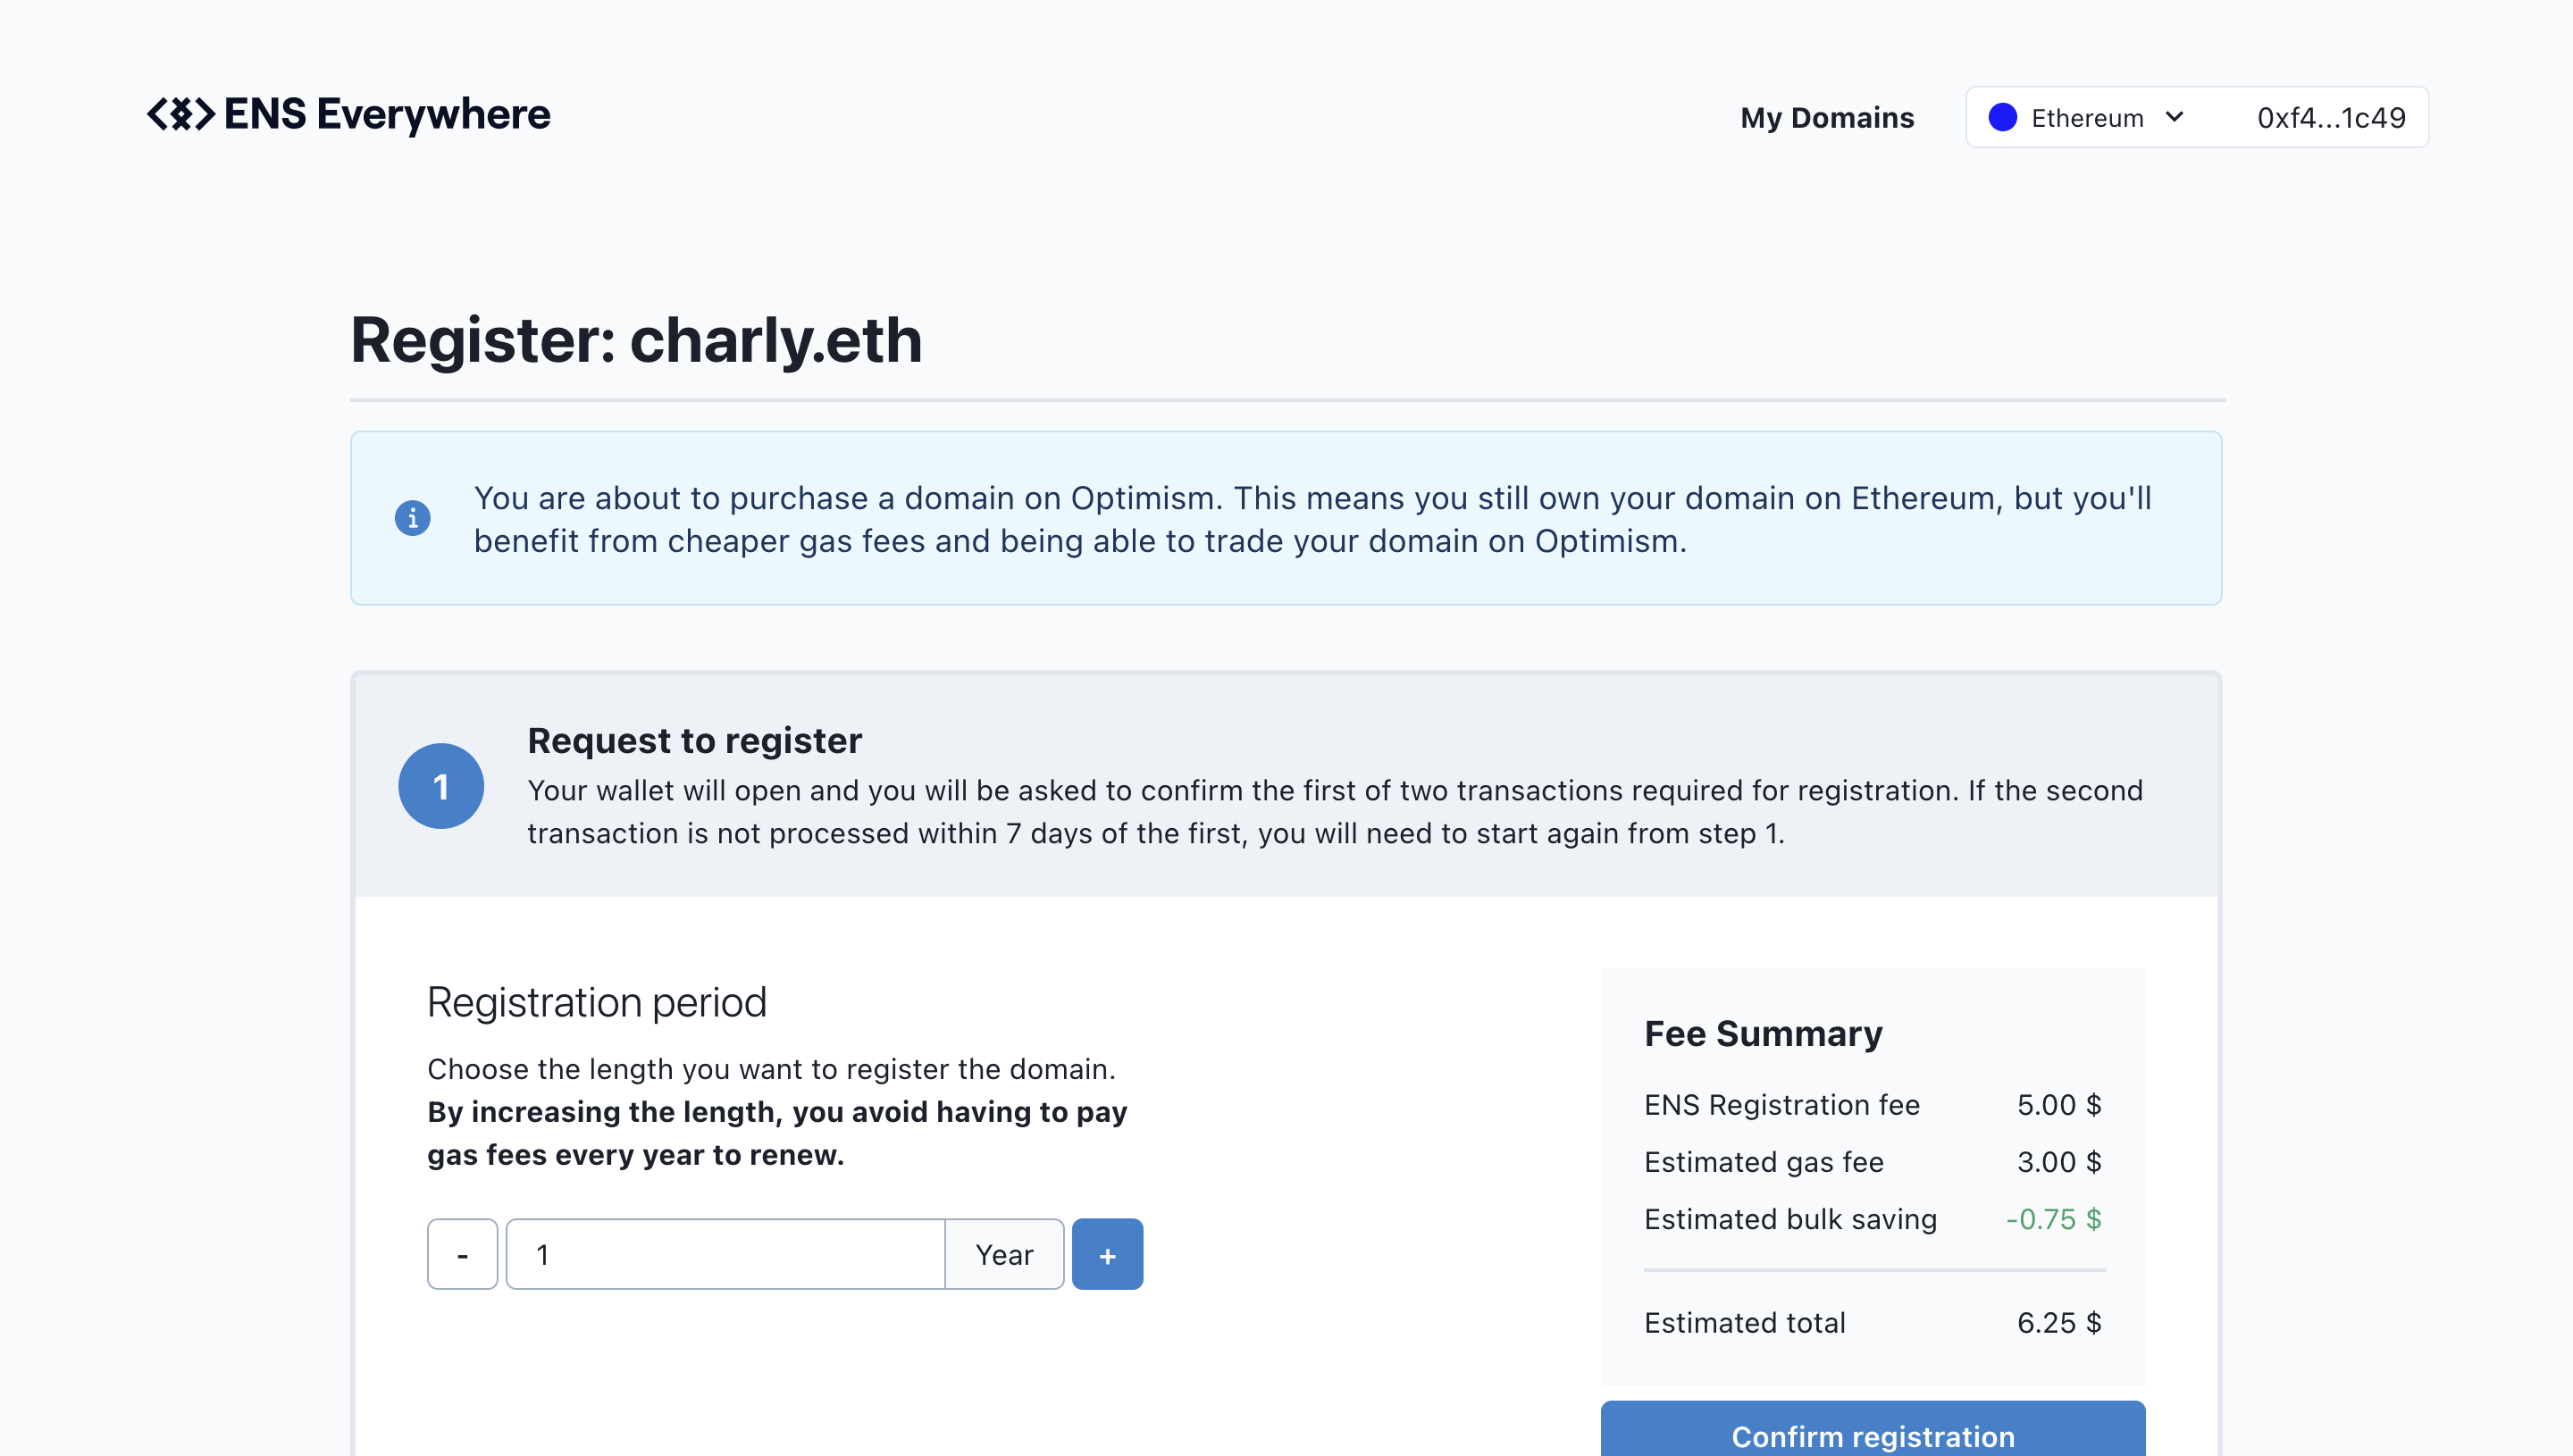 ENS Everywhere
My Domains
Ethereum
0xf4...1c49
Register: charly.eth
You are about to purchase a domain on Optimism. This means you still own your domain on Ethereum, but you'll
benefit from cheaper gas fees and being able to trade your domain on Optimism.
1
Request to register
Your wallet will open and you will be asked to confirm the first of two transactions required for registration. If the second
transaction is not processed within 7 days of the first, you will need to start again from step 1.
Registration period
Choose the length you want to register the domain.
By increasing the length, you avoid having to pay
gas fees every year to renew.
- 1 Year +
Fee Summary
ENS Registration fee 5.00 $
Estimated gas fee 3.00 $
Estimated bulk saving -0.75 $
Estimated total 6.25 $
Confirm registration